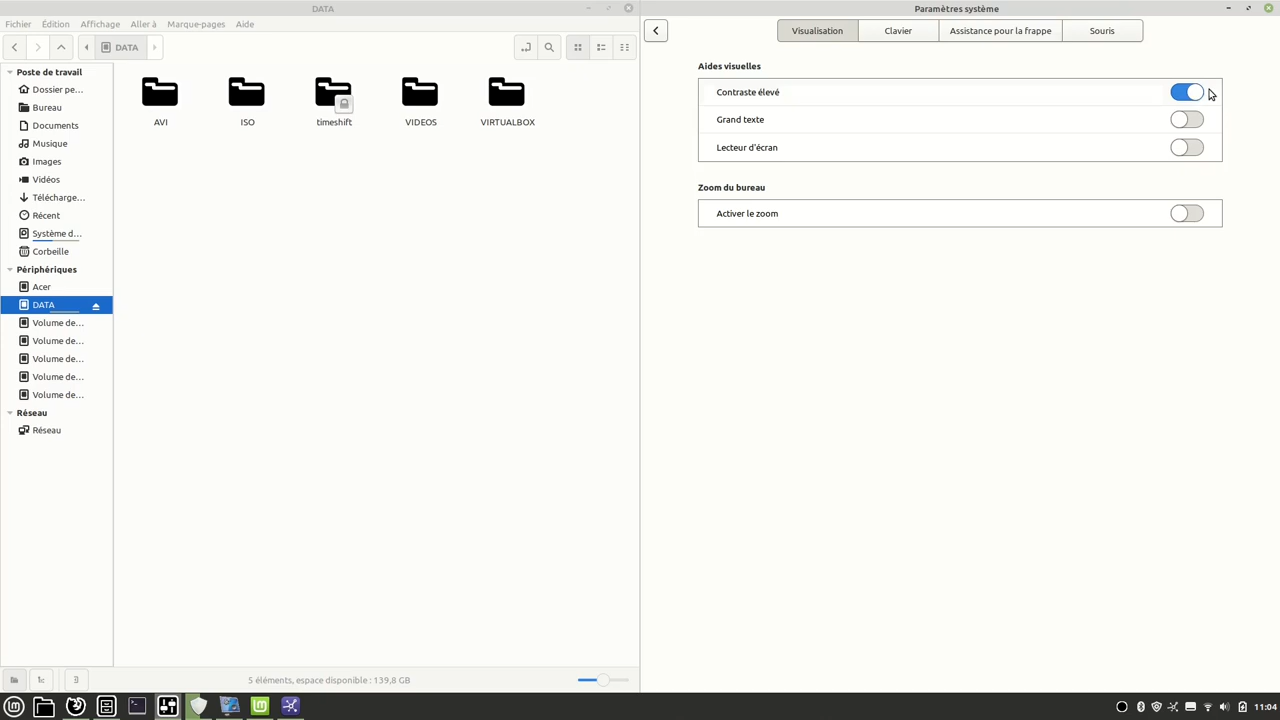 DATA
Fichier Édition Affichage Aller à Marque-pages Aide
DATA
Poste de travail
Dossier pe...
Bureau
Documents
Musique
Images
Vidéos
Télécharge...
Récent
Système d...
Corbeille
Périphériques
Acer
DATA
Volume de...
Volume de...
Volume de...
Volume de...
Volume de...
Réseau
Réseau
AVI ISO timeshift VIDEOS VIRTUALBOX
5 éléments, espace disponible : 139,8 GB
Paramètres système
Visualisation Clavier Assistance pour la frappe Souris
Aides visuelles
Contraste élevé
Grand texte
Lecteur d'écran
Zoom du bureau
Activer le zoom
11:04